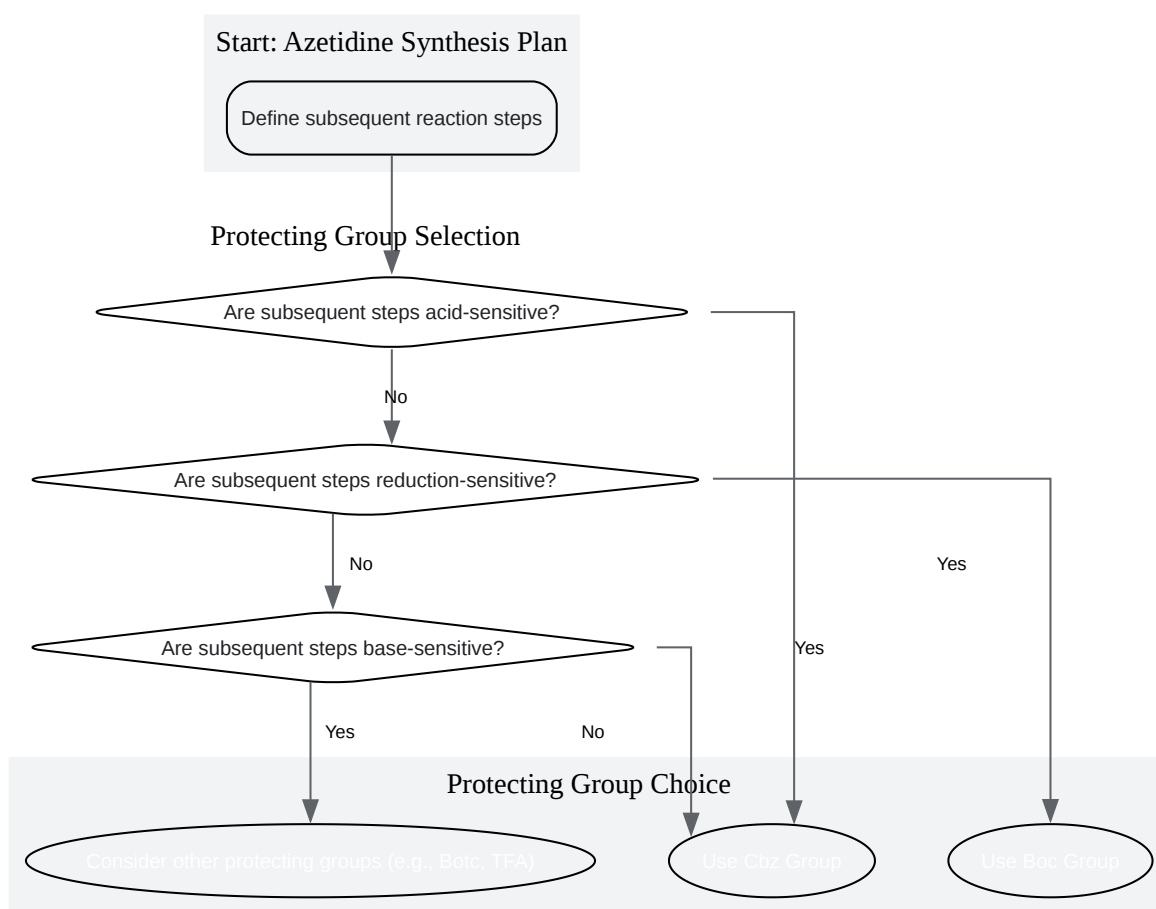 Start: Azetidine Synthesis Plan
Define subsequent reaction steps
Protecting Group Selection
Are subsequent steps acid-sensitive?
No
Are subsequent steps reduction-sensitive?
No
Yes
Are subsequent steps base-sensitive?
Yes
Yes
No
Protecting Group Choice
Consider other protecting groups (e.g., Botc, TFA)
Use Cbz Group
Use Boc Group